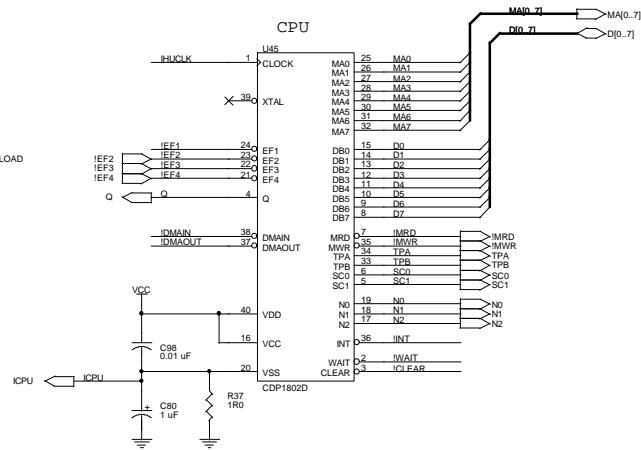 CPU
MA[0..7] MA[0..7]
D[0..7] D[0..7]
U45
IHUCLK 1 CLOCK MA0 25 MA0
MA1 26 MA1
MA2 27 MA2
MA3 28 MA3
39 XTAL MA4 29 MA4
MA5 30 MA5
MA6 31 MA6
MA7 32 MA7
!EF1 24 EF1 DB0 15 D0
LOAD !EF2 !EF2 23 EF2 DB1 14 D1
!EF3 !EF3 22 EF3 DB2 13 D2
!EF4 !EF4 21 EF4 DB3 12 D3
DB4 11 D4
Q Q 4 Q DB5 10 D5
DB6 9 D6
DB7 8 D7
!DMAIN 38 DMAIN MRD 7 !MRD !MRD
!DMAOUT 37 DMAOUT MWR 35 !MWR !MWR
TPA 34 TPA TPA
TPB 33 TPB TPB
SC0 6 SC0 SC0
SC1 5 SC1 SC1
VCC
40 VDD N0 19 N0 N0
N1 18 N1 N1
N2 17 N2 N2
16 VCC INT 36 !INT
C98
0.01 uF
WAIT 2 !WAIT
20 VSS CLEAR 3 !CLEAR
ICPU ICPU
CDP1802D
R37
1R0
C80
1 uF
+